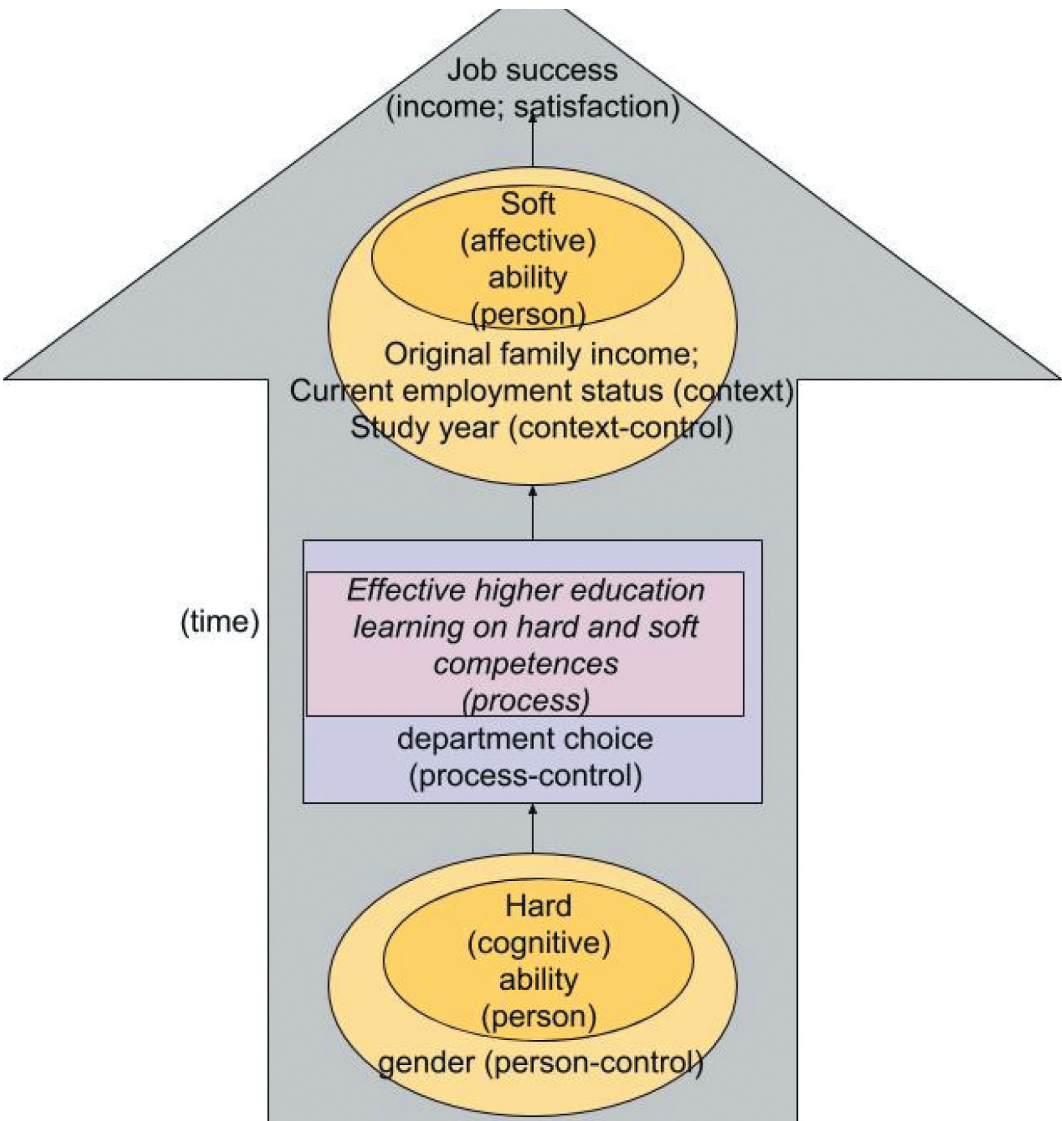 Job success
(income; satisfaction)
Soft
(affective)
ability
(person)
Original family income;
Current employment status (context)
Study year (context-control)
(time)
Effective higher education
learning on hard and soft
competences
(process)
department choice
(process-control)
Hard
(cognitive)
ability
(person)
gender (person-control)